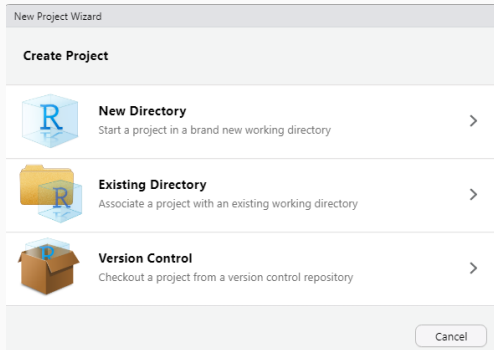 New Project Wizard
Create Project
R
New Directory
Start a project in a brand new working directory
R
Existing Directory
Associate a project with an existing working directory
R
Version Control
Checkout a project from a version control repository
Cancel